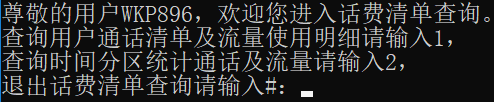 尊敬的用户WKP896，欢迎您进入话费清单查询。
查询用户通话清单及流量使用明细请输入1，
查询时间分区统计通话及流量请输入2，
退出话费清单查询请输入#：